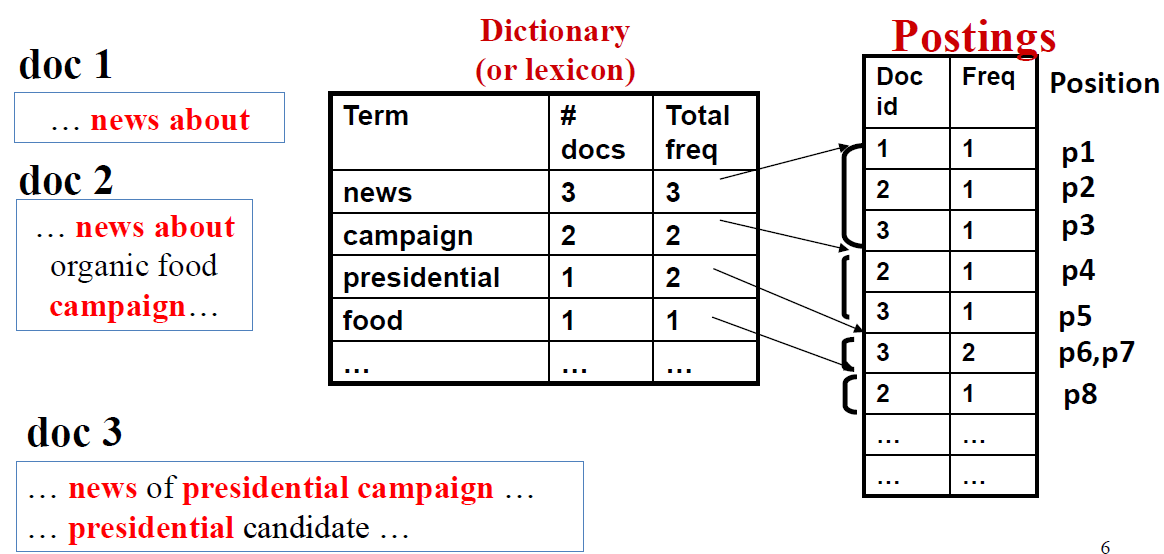 doc 1
… news about
doc 2
… news about
organic food
campaign…
doc 3
… news of presidential campaign …
… presidential candidate …
Dictionary
(or lexicon)
Term # docs Total freq
news 3 3
campaign 2 2
presidential 1 2
food 1 1
… … …
Postings
Doc id Freq Position
1 1 p1
2 1 p2
3 1 p3
2 1 p4
3 1 p5
3 2 p6,p7
2 1 p8
… …
… …
6